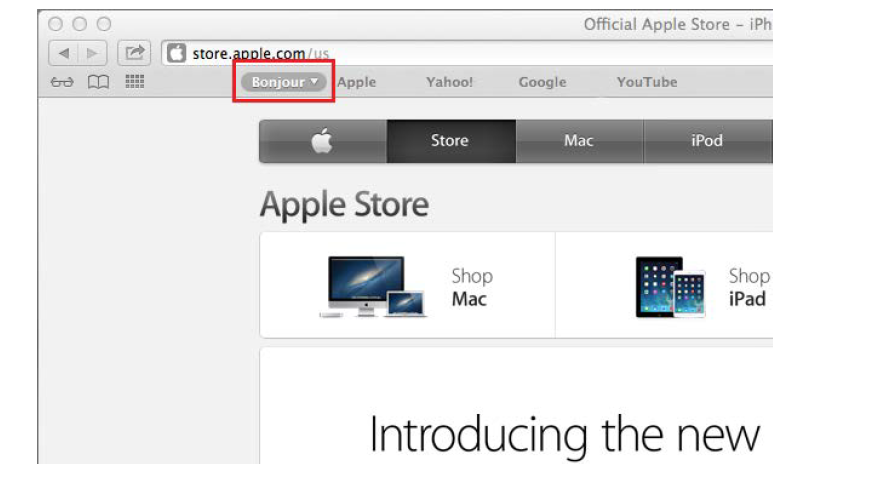 Official Apple Store – iPh
store.apple.com/us
Bonjour Apple Yahoo! Google YouTube
Store Mac iPod
Apple Store
Shop
Mac
Shop
iPad
Introducing the new